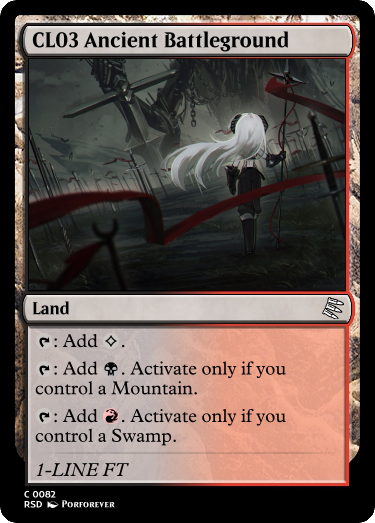 CL03 Ancient Battleground
Land
: Add .
: Add . Activate only if you
control a Mountain.
: Add . Activate only if you
control a Swamp.
1-LINE FT
C 0082
RSD Porforever